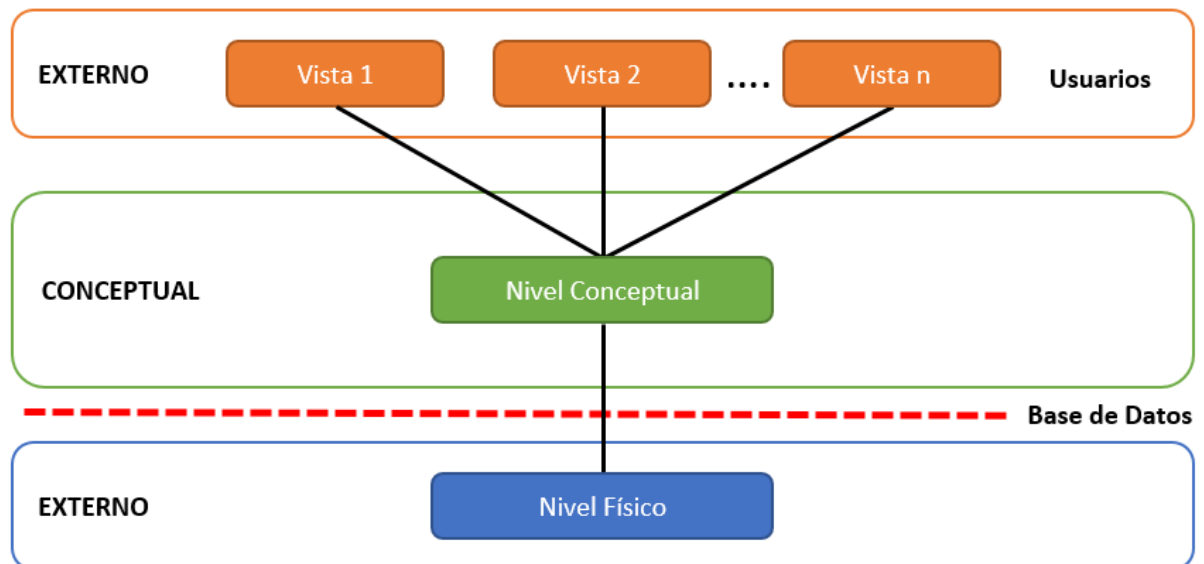 EXTERNO
Vista 1
Vista 2
....
Vista n
Usuarios
CONCEPTUAL
Nivel Conceptual
Base de Datos
EXTERNO
Nivel Físico